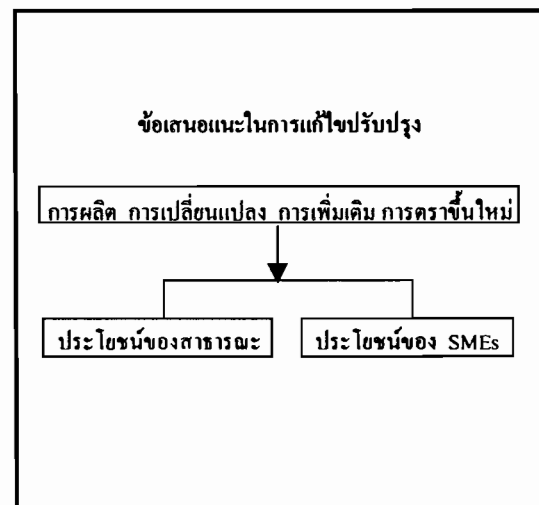 ข้อเสนอแนะในการแก้ไขปรับปรุง
การผลิต การเปลี่ยนแปลง การเพิ่มเติม การตราขึ้นใหม่
ประโยชน์ของสาธารณะ ประโยชน์ของ SMEs